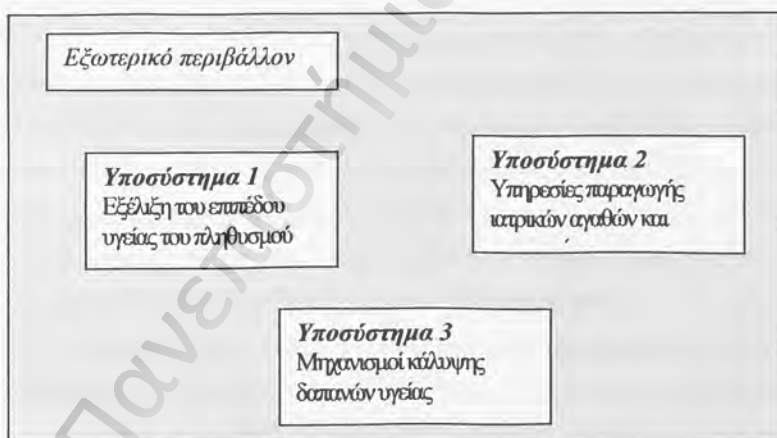 Εξωτερικό περιβάλλον
Υποσύστημα 1
Εξέλιξη του επιπέδου
υγείας του πληθυσμού
Υποσύστημα 2
Υπηρεσίες παραγωγής
ιατρικών αγαθών και
Υποσύστημα 3
Μηχανισμοί κάλυψης
δαπανών υγείας
Πανεπιστήμιο